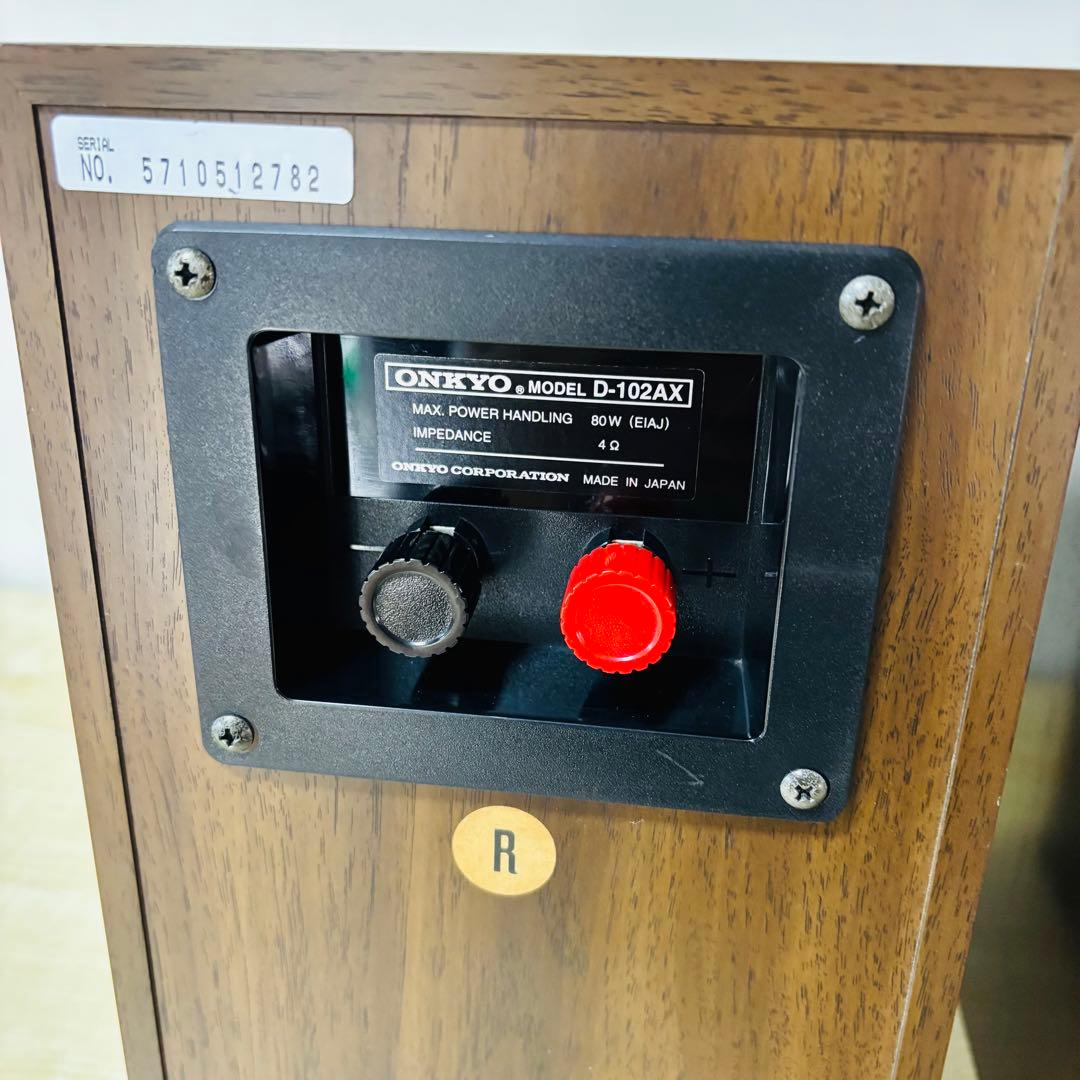 SERIAL
NO. 5710512782
ONKYO ® MODEL D-102AX
MAX. POWER HANDLING 80W (EIAJ)
IMPEDANCE 4Ω
ONKYO CORPORATION MADE IN JAPAN
− +
R